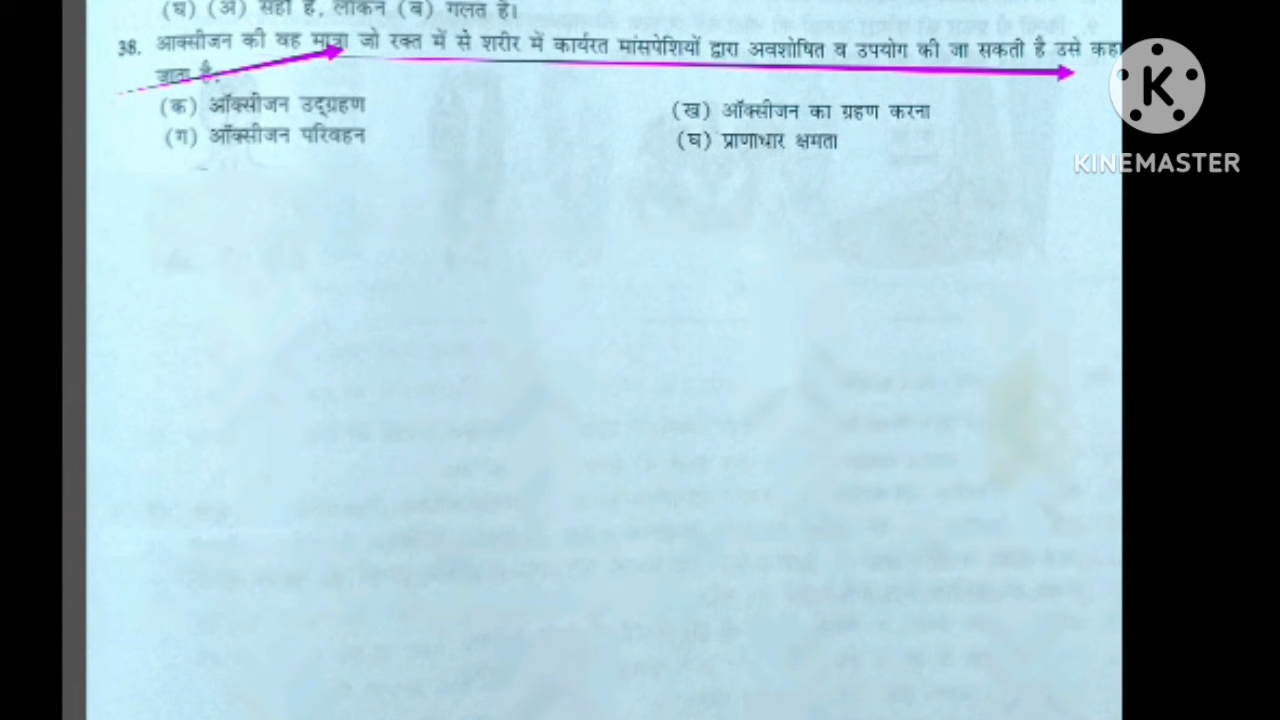 (घ) (अ) सही है, लेकिन (ब) गलत है।
38. आक्सीजन की वह मात्रा जो रक्त में से शरीर में कार्यरत मांसपेशियों द्वारा अवशोषित व उपयोग की जा सकती है उसे कहा
जाता है.
(क) ऑक्सीजन उद्ग्रहण (ख) ऑक्सीजन का ग्रहण करना
(ग) ऑक्सीजन परिवहन (घ) प्राणाधार क्षमता
K
KINEMASTER